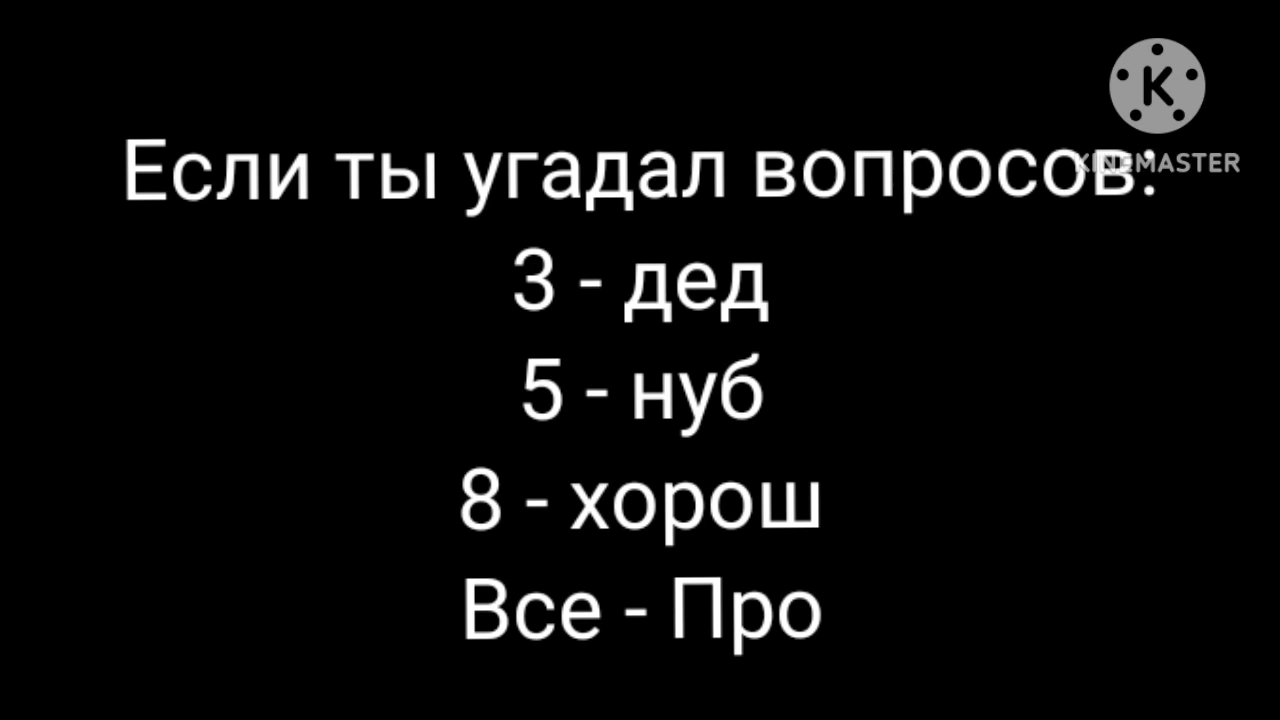 Если ты угадал вопросов:
3 - дед
5 - нуб
8 - хорош
Все - Про
K
KINEMASTER